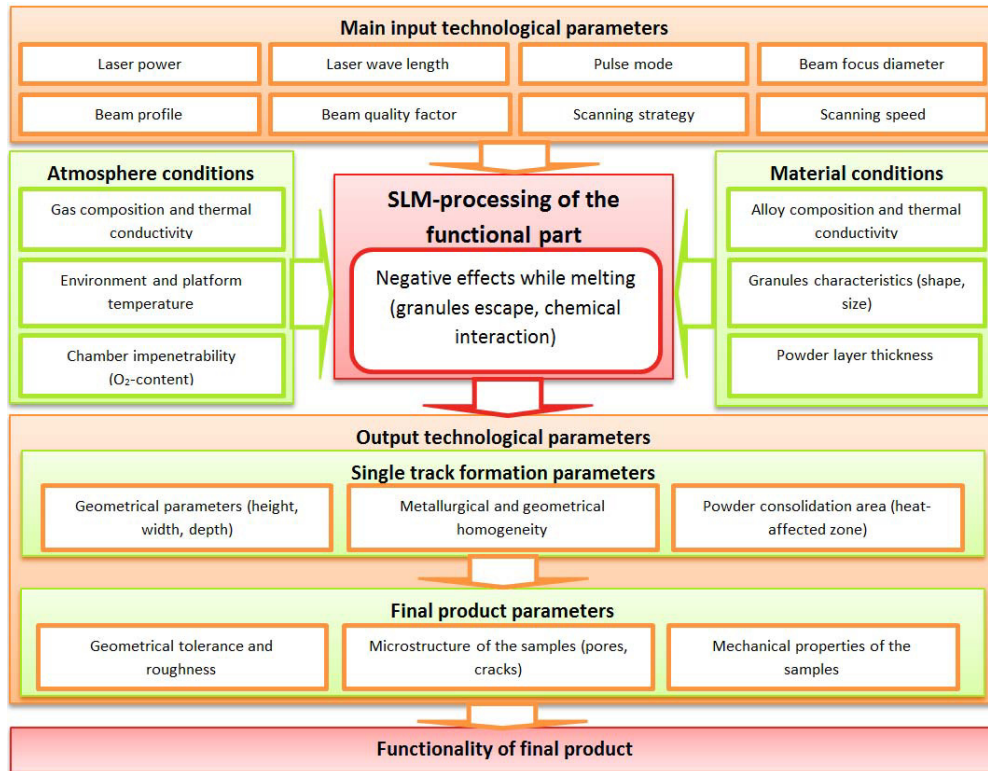 Main input technological parameters
Laser power
Laser wave length
Pulse mode
Beam focus diameter
Beam profile
Beam quality factor
Scanning strategy
Scanning speed
Atmosphere conditions
Gas composition and thermal
conductivity
Environment and platform
temperature
Chamber impenetrability
(O₂-content)
SLM-processing of the
functional part
Negative effects while melting
(granules escape, chemical
interaction)
Material conditions
Alloy composition and thermal
conductivity
Granules characteristics (shape,
size)
Powder layer thickness
Output technological parameters
Single track formation parameters
Geometrical parameters (height,
width, depth)
Metallurgical and geometrical
homogeneity
Powder consolidation area (heat-
affected zone)
Final product parameters
Geometrical tolerance and
roughness
Microstructure of the samples (pores,
cracks)
Mechanical properties of the
samples
Functionality of final product